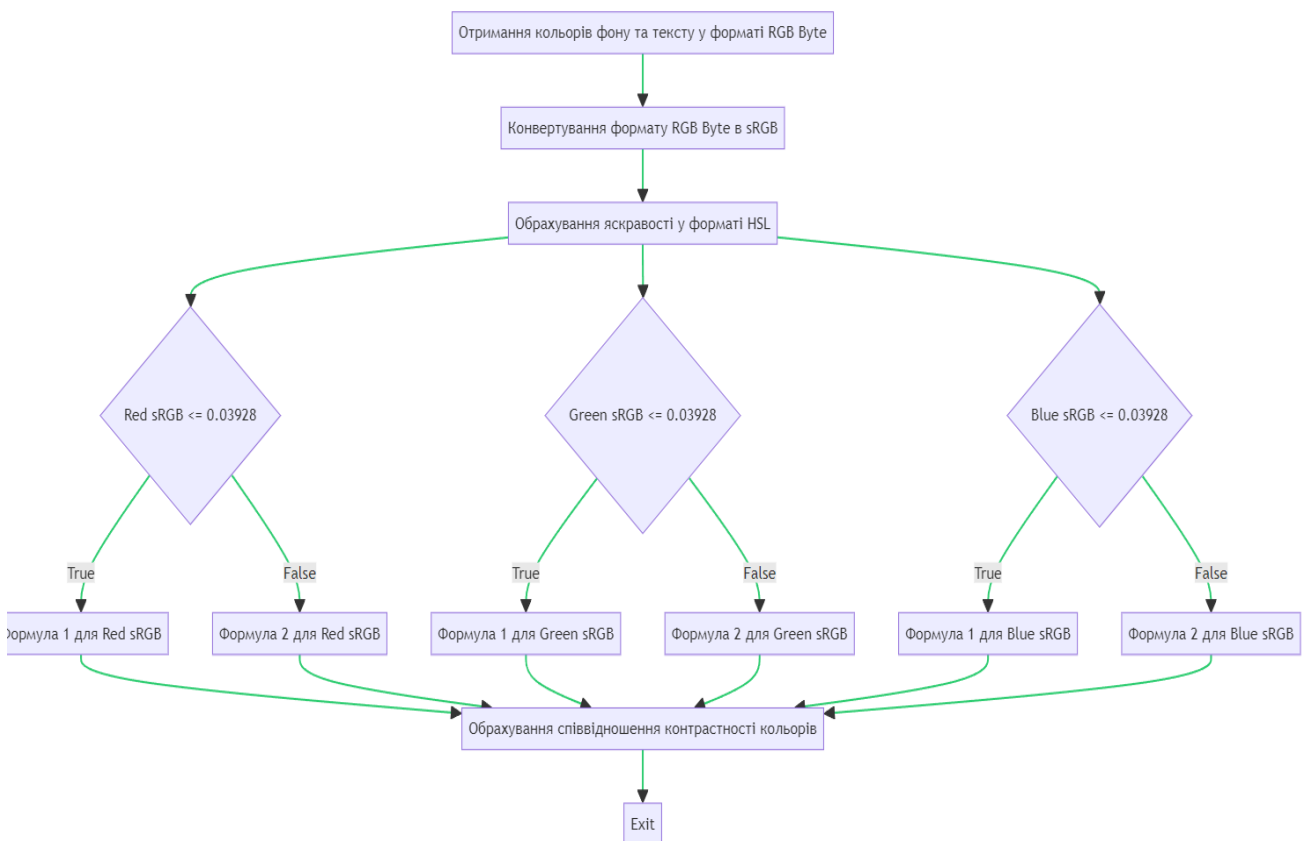 Отримання кольорів фону та тексту у форматі RGB Byte
Конвертування формату RGB Byte в sRGB
Обрахування яскравості у форматі HSL
Red sRGB <= 0.03928
Green sRGB <= 0.03928
Blue sRGB <= 0.03928
True
False
True
False
True
False
Формула 1 для Red sRGB
Формула 2 для Red sRGB
Формула 1 для Green sRGB
Формула 2 для Green sRGB
Формула 1 для Blue sRGB
Формула 2 для Blue sRGB
Обрахування співвідношення контрастності кольорів
Exit